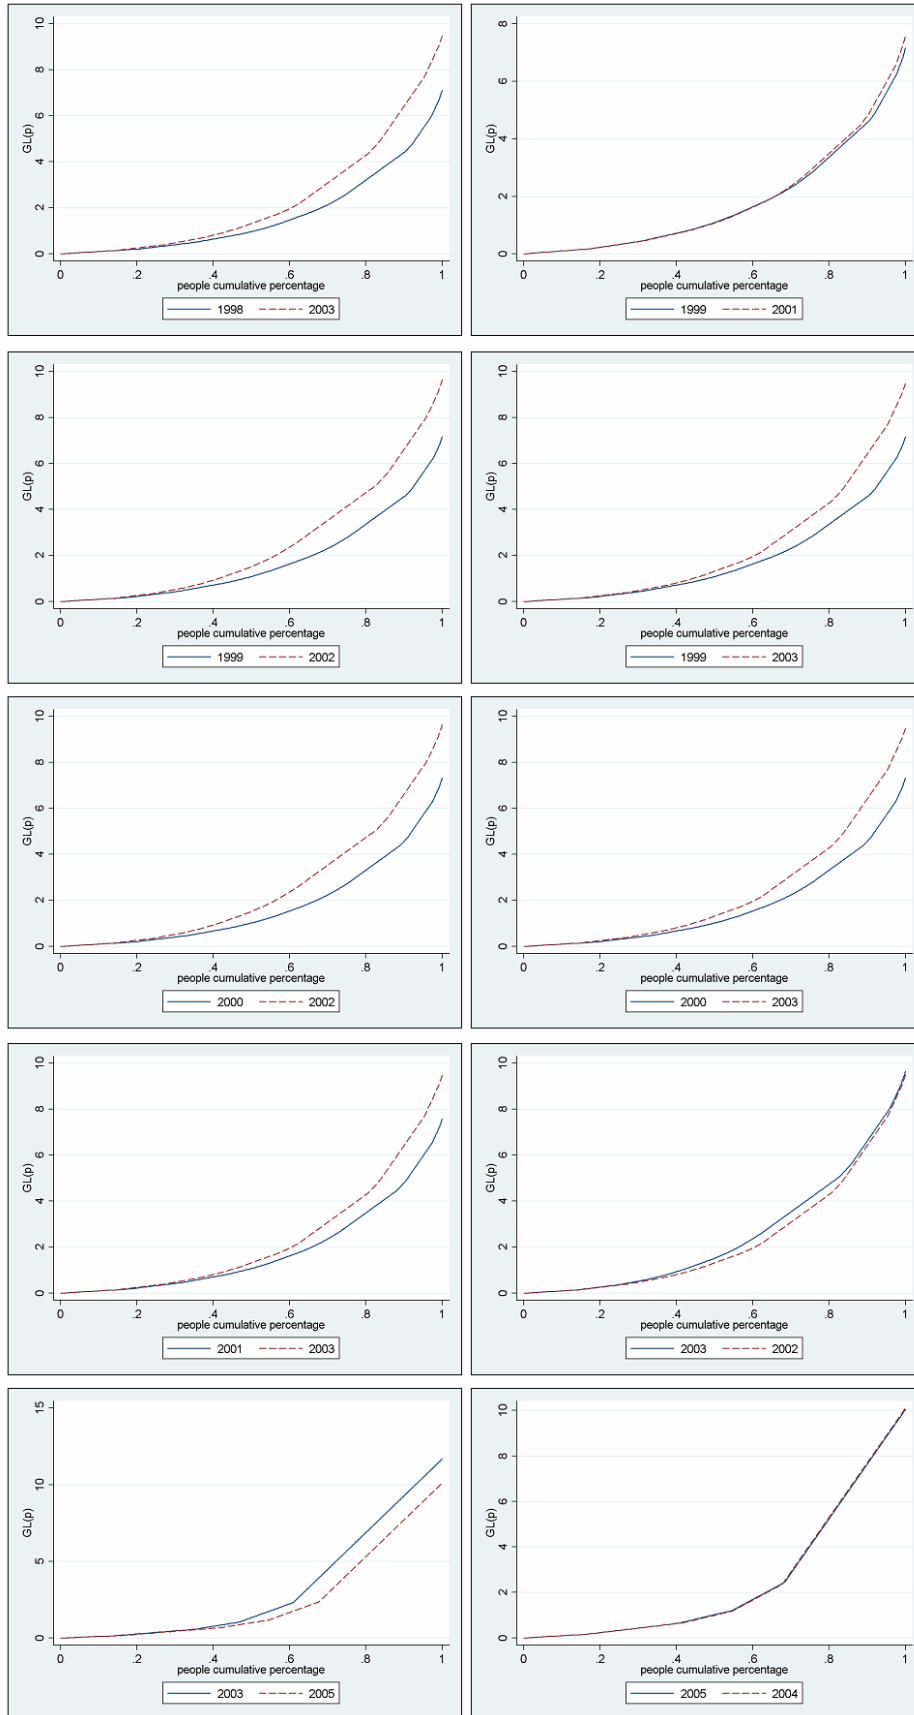 GL(p)
10
8
6
4
2
0
0 .2 .4 .6 .8 1
people cumulative percentage
1998 2003
GL(p)
8
6
4
2
0
0 .2 .4 .6 .8 1
people cumulative percentage
1999 2001
GL(p)
10
8
6
4
2
0
0 .2 .4 .6 .8 1
people cumulative percentage
1999 2002
GL(p)
10
8
6
4
2
0
0 .2 .4 .6 .8 1
people cumulative percentage
1999 2003
GL(p)
10
8
6
4
2
0
0 .2 .4 .6 .8 1
people cumulative percentage
2000 2002
GL(p)
10
8
6
4
2
0
0 .2 .4 .6 .8 1
people cumulative percentage
2000 2003
GL(p)
10
8
6
4
2
0
0 .2 .4 .6 .8 1
people cumulative percentage
2001 2003
GL(p)
10
8
6
4
2
0
0 .2 .4 .6 .8 1
people cumulative percentage
2003 2002
GL(p)
15
10
5
0
0 .2 .4 .6 .8 1
people cumulative percentage
2003 2005
GL(p)
10
8
6
4
2
0
0 .2 .4 .6 .8 1
people cumulative percentage
2005 2004